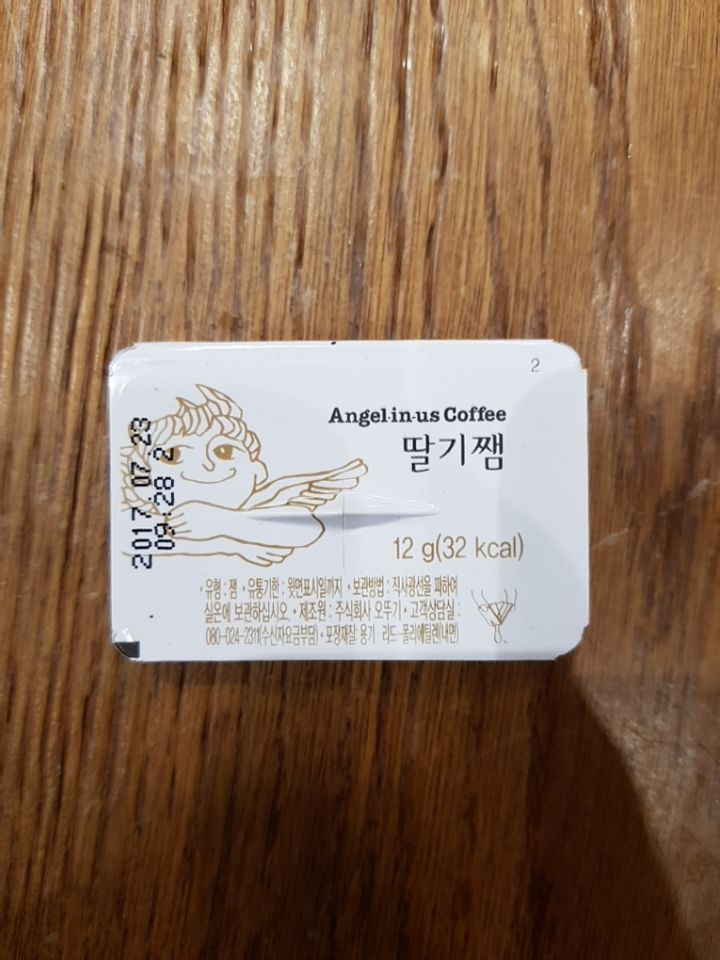 2
Angel-in-us Coffee
딸기쨈
12 g(32 kcal)
• 유형 : 잼 • 유통기한 : 윗면표시일까지 • 보관방법 : 직사광선을 피하여
실온에 보관하십시오. • 제조원 : 주식회사 오뚜기 • 고객상담실 :
080-024-2311(수신자요금부담) • 포장재질: 용기 리드-폴리에틸렌(내면)
2017.07.23
09:28 2